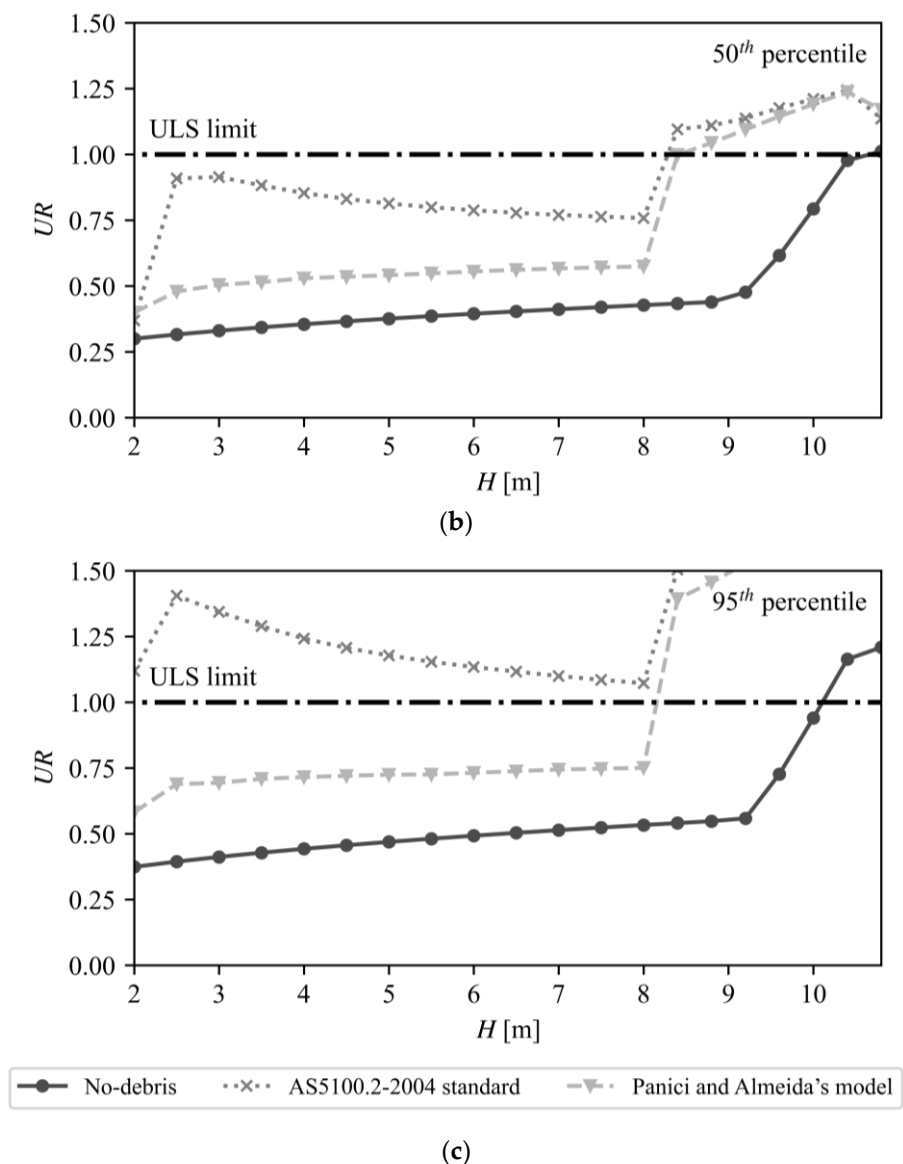 1.50
50th percentile
1.25
ULS limit
1.00
UR
0.75
0.50
0.25
0.00
2 3 4 5 6 7 8 9 10
H [m]
(b)
1.50
95th percentile
1.25
ULS limit
1.00
UR
0.75
0.50
0.25
0.00
2 3 4 5 6 7 8 9 10
H [m]
No-debris AS5100.2-2004 standard Panici and Almeida's model
(c)